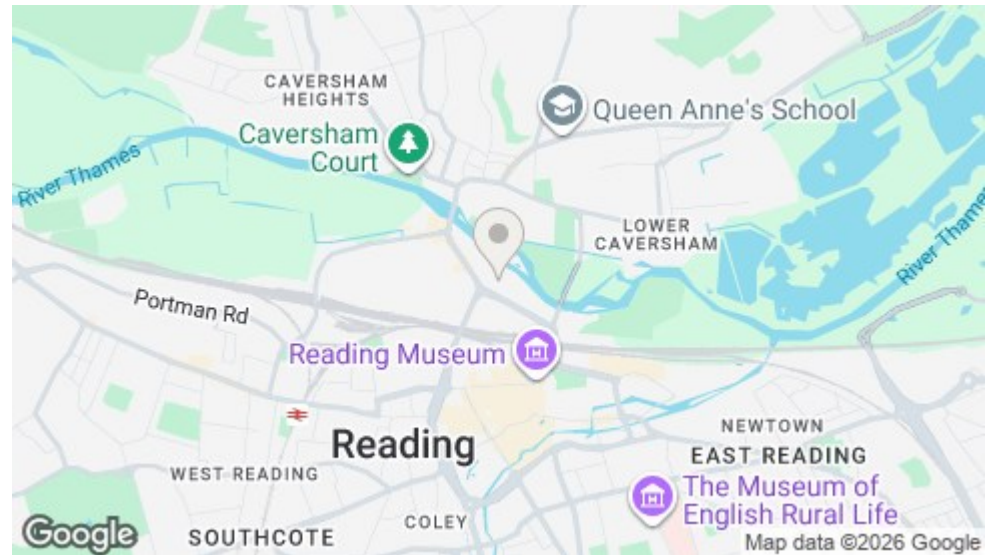 CAVERSHAM
HEIGHTS
Queen Anne's School
Caversham
Court
River Thames
LOWER
CAVERSHAM
River Thames
Portman Rd
Reading Museum
NEWTOWN
Reading
EAST READING
WEST READING
The Museum of
English Rural Life
COLEY
SOUTHCOTE
Google
Map data ©2026 Google